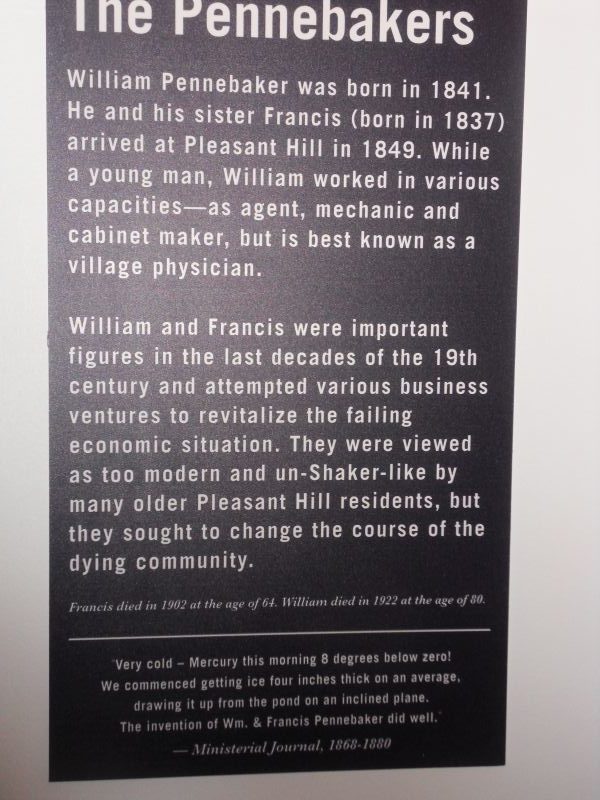 The Pennebakers
William Pennebaker was born in 1841.
He and his sister Francis (born in 1837)
arrived at Pleasant Hill in 1849. While
a young man, William worked in various
capacities—as agent, mechanic and
cabinet maker, but is best known as a
village physician.
William and Francis were important
figures in the last decades of the 19th
century and attempted various business
ventures to revitalize the failing
economic situation. They were viewed
as too modern and un-Shaker-like by
many older Pleasant Hill residents, but
they sought to change the course of the
dying community.
Francis died in 1902 at the age of 64. William died in 1922 at the age of 80.
"Very cold – Mercury this morning 8 degrees below zero!
We commenced getting ice four inches thick on an average,
drawing it up from the pond on an inclined plane.
The invention of Wm. & Francis Pennebaker did well."
— Ministerial Journal, 1868-1880